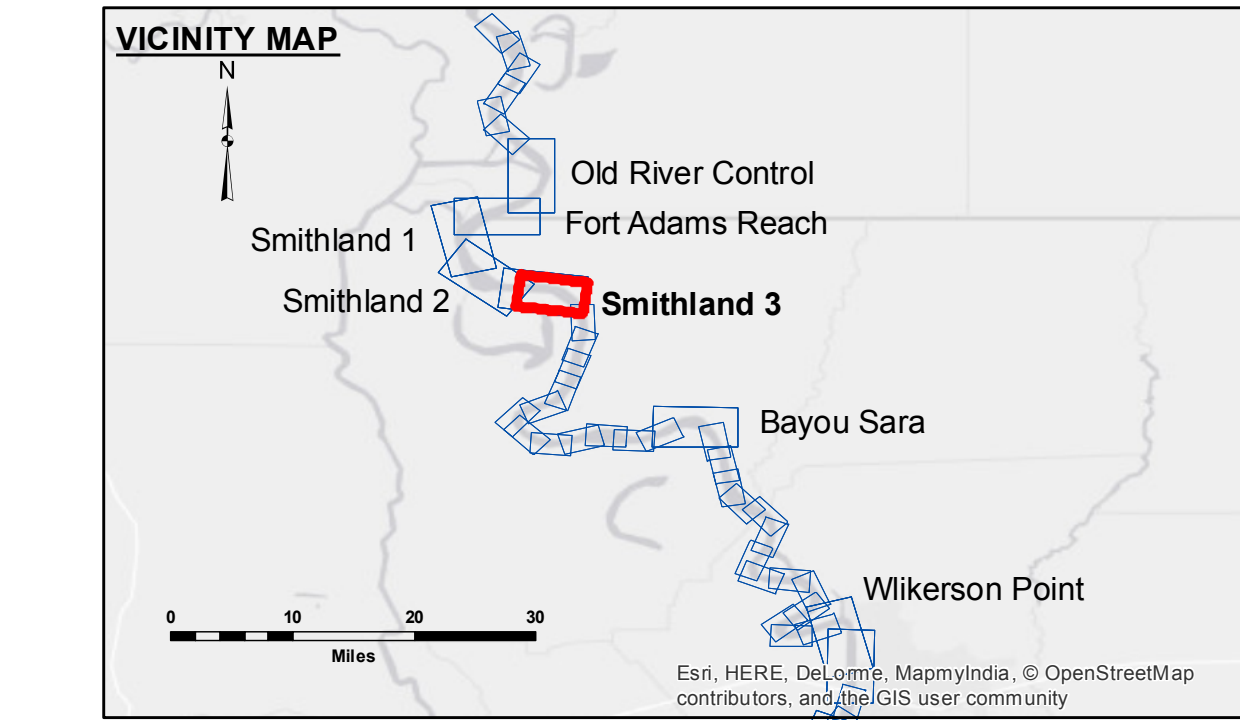 VICINITY MAP
N
Old River Control
Fort Adams Reach
Smithland 1
Smithland 2
Smithland 3
Bayou Sara
Wlikerson Point
0 10 20 30
Miles
Esri, HERE, DeLorme, MapmyIndia, © OpenStreetMap
contributors, and the GIS user community